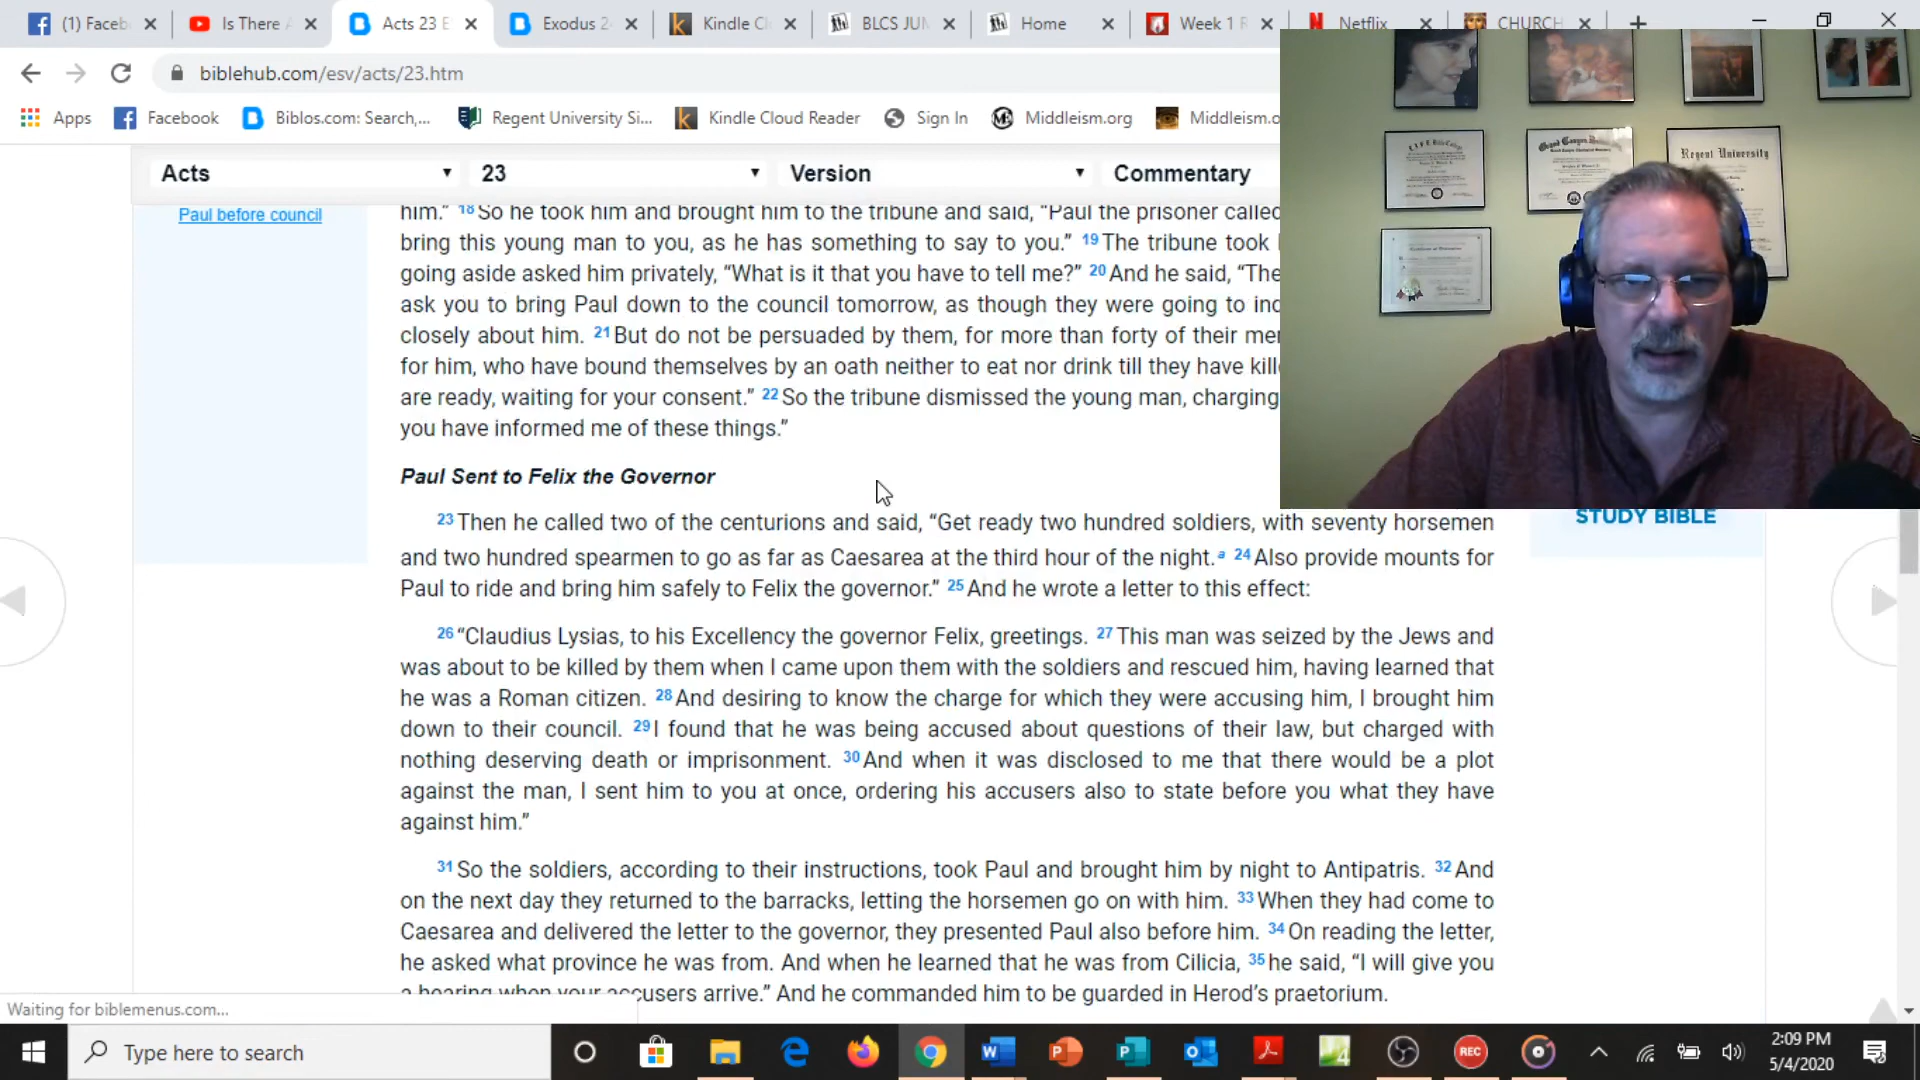 (1) Faceb
Is There
Acts 23 E
Exodus 24
Kindle Cl
BLCS JUN
Home
Week 1 R
Netflix
CHURCH
biblehub.com/esv/acts/23.htm
Apps
Facebook
Biblos.com: Search,...
Regent University Si...
Kindle Cloud Reader
Sign In
Middleism.org
Middleism.o
Acts
23
Version
Commentary
Paul before council
him.” 18 So he took him and brought him to the tribune and said, “Paul the prisoner called
bring this young man to you, as he has something to say to you.” 19 The tribune took
going aside asked him privately, “What is it that you have to tell me?” 20 And he said, “The
ask you to bring Paul down to the council tomorrow, as though they were going to inq
closely about him. 21 But do not be persuaded by them, for more than forty of their men
for him, who have bound themselves by an oath neither to eat nor drink till they have kill
are ready, waiting for your consent.” 22 So the tribune dismissed the young man, charging
you have informed me of these things.”
Paul Sent to Felix the Governor
23 Then he called two of the centurions and said, “Get ready two hundred soldiers, with seventy horsemen
and two hundred spearmen to go as far as Caesarea at the third hour of the night. a 24 Also provide mounts for
Paul to ride and bring him safely to Felix the governor.” 25 And he wrote a letter to this effect:
26 “Claudius Lysias, to his Excellency the governor Felix, greetings. 27 This man was seized by the Jews and
was about to be killed by them when I came upon them with the soldiers and rescued him, having learned that
he was a Roman citizen. 28 And desiring to know the charge for which they were accusing him, I brought him
down to their council. 29 I found that he was being accused about questions of their law, but charged with
nothing deserving death or imprisonment. 30 And when it was disclosed to me that there would be a plot
against the man, I sent him to you at once, ordering his accusers also to state before you what they have
against him.”
31 So the soldiers, according to their instructions, took Paul and brought him by night to Antipatris. 32 And
on the next day they returned to the barracks, letting the horsemen go on with him. 33 When they had come to
Caesarea and delivered the letter to the governor, they presented Paul also before him. 34 On reading the letter,
he asked what province he was from. And when he learned that he was from Cilicia, 35 he said, “I will give you
a hearing when your accusers arrive.” And he commanded him to be guarded in Herod’s praetorium.
STUDY BIBLE
LIFE Bible College
Grand Canyon University
Regent University
Waiting for biblemenus.com...
Type here to search
REC
2:09 PM
5/4/2020